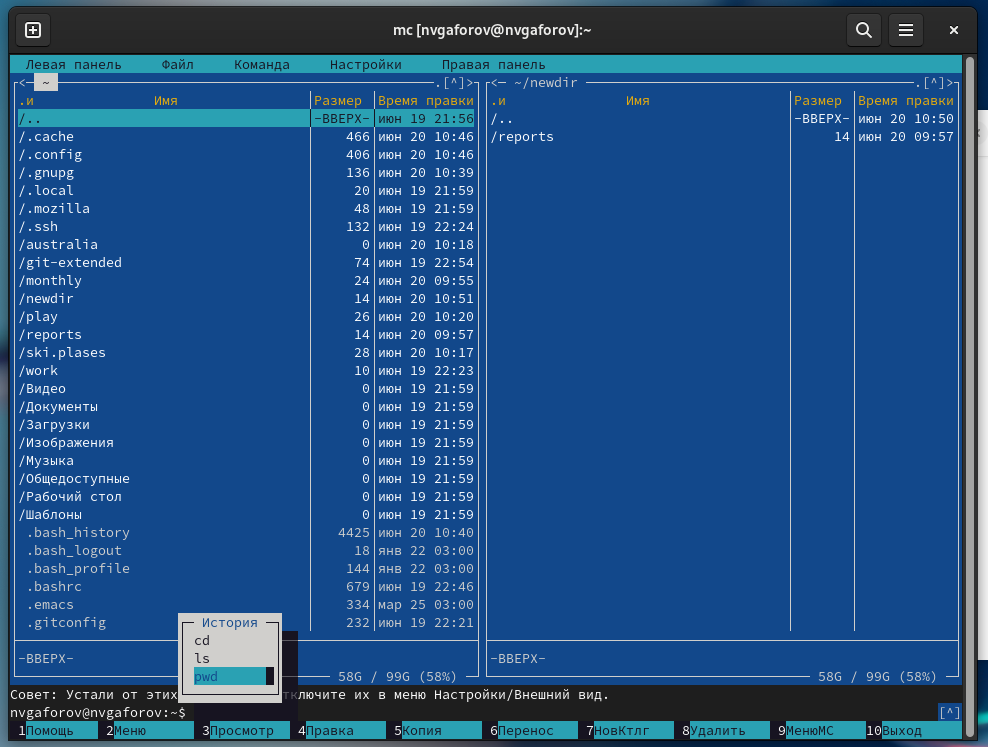 mc [nvgaforov@nvgaforov]:~
Левая панель Файл Команда Настройки Правая панель
<─ ~ .[^]> <─ ~/newdir .[^]>
.и Имя Размер Время правки .и Имя Размер Время правки
/.. -ВВЕРХ- июн 19 21:56 /.. -ВВЕРХ- июн 20 10:50
/.cache 466 июн 20 10:46 /reports 14 июн 20 09:57
/.config 406 июн 20 10:46
/.gnupg 136 июн 20 10:39
/.local 20 июн 19 21:59
/.mozilla 48 июн 19 21:59
/.ssh 132 июн 19 22:24
/australia 0 июн 20 10:18
/git-extended 74 июн 19 22:54
/monthly 24 июн 20 09:55
/newdir 14 июн 20 10:51
/play 26 июн 20 10:20
/reports 14 июн 20 09:57
/ski.plases 28 июн 20 10:17
/work 10 июн 19 22:23
/Видео 0 июн 19 21:59
/Документы 0 июн 19 21:59
/Загрузки 0 июн 19 21:59
/Изображения 0 июн 19 21:59
/Музыка 0 июн 19 21:59
/Общедоступные 0 июн 19 21:59
/Рабочий стол 0 июн 19 21:59
/Шаблоны 0 июн 19 21:59
.bash_history 4425 июн 20 10:40
.bash_logout 18 янв 22 03:00
.bash_profile 144 янв 22 03:00
.bashrc 679 июн 19 22:46
.emacs 334 мар 25 03:00
.gitconfig 232 июн 19 22:21
История
cd
ls
pwd
-ВВЕРХ- -ВВЕРХ-
58G / 99G (58%) 58G / 99G (58%)
Совет: Устали от этих тключите их в меню Настройки/Внешний вид.
nvgaforov@nvgaforov:~$ [^]
1Помощь 2Меню 3Просмотр 4Правка 5Копия 6Перенос 7НовКтлг 8Удалить 9МенюМС 10Выход